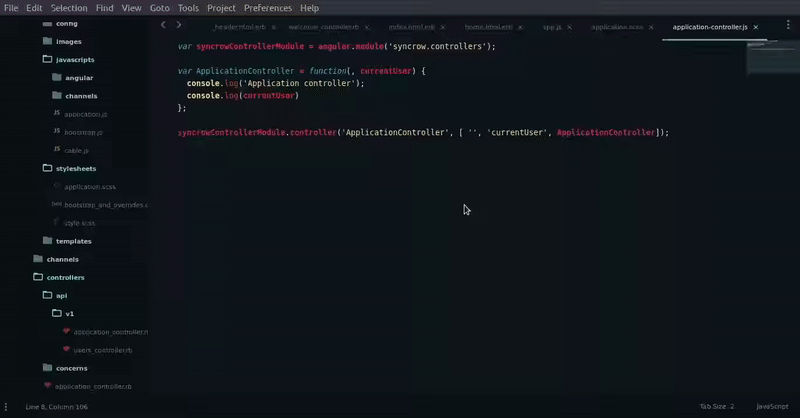 File Edit Selection Find View Goto Tools Project Preferences Help
_header.html.erb welcome_controller.rb index.html.erb home.html.erb app.js application.scss application-controller.js
config
images
javascripts
angular
channels
application.js
bootstrap.js
cable.js
stylesheets
application.scss
bootstrap_and_overrides.c
style.scss
templates
channels
controllers
api
v1
application_controller.r
users_controller.rb
concerns
application_controller.rb
var syncrowControllerModule = angular.module('syncrow.controllers');
var ApplicationController = function(, currentUser) {
console.log('Application controller');
console.log(currentUser)
};
syncrowControllerModule.controller('ApplicationController', [ '', 'currentUser', ApplicationController]);
Line 8, Column 106
Tab Size: 2 JavaScript